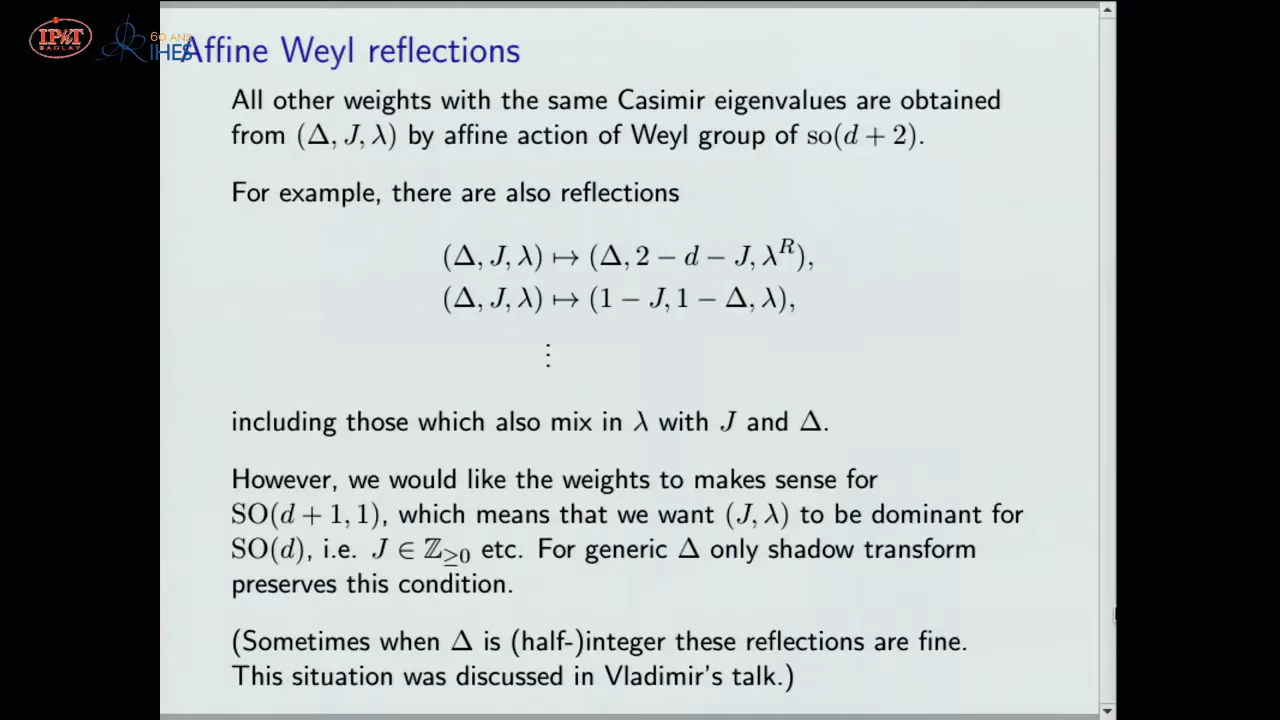 IPhT
SACLAY
60 ANS
IHES
Affine Weyl reflections
All other weights with the same Casimir eigenvalues are obtained
from (Δ, J, λ) by affine action of Weyl group of so(d + 2).
For example, there are also reflections
(Δ, J, λ) ↦ (Δ, 2 − d − J, λ^R),
(Δ, J, λ) ↦ (1 − J, 1 − Δ, λ),
⋮
including those which also mix in λ with J and Δ.
However, we would like the weights to makes sense for
SO(d + 1, 1), which means that we want (J, λ) to be dominant for
SO(d), i.e. J ∈ ℤ≥0 etc. For generic Δ only shadow transform
preserves this condition.
(Sometimes when Δ is (half-)integer these reflections are fine.
This situation was discussed in Vladimir's talk.)